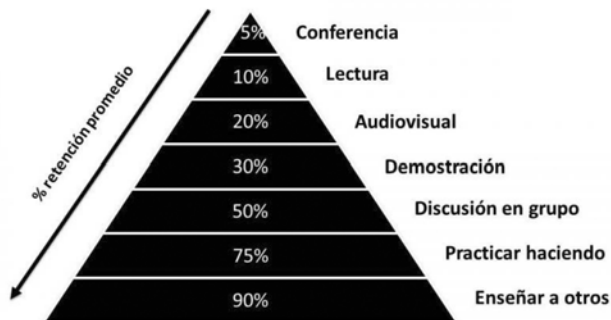 % retención promedio
5% Conferencia
10% Lectura
20% Audiovisual
30% Demostración
50% Discusión en grupo
75% Practicar haciendo
90% Enseñar a otros